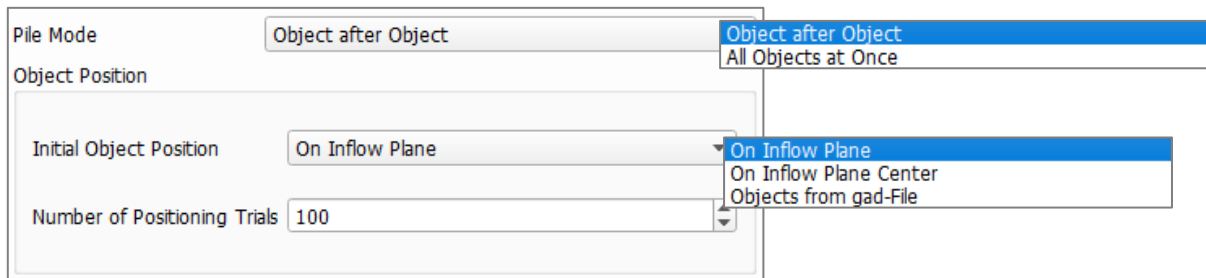 Pile Mode Object after Object
Object after Object
All Objects at Once
Object Position
Initial Object Position On Inflow Plane
On Inflow Plane
On Inflow Plane Center
Objects from gad-File
Number of Positioning Trials 100